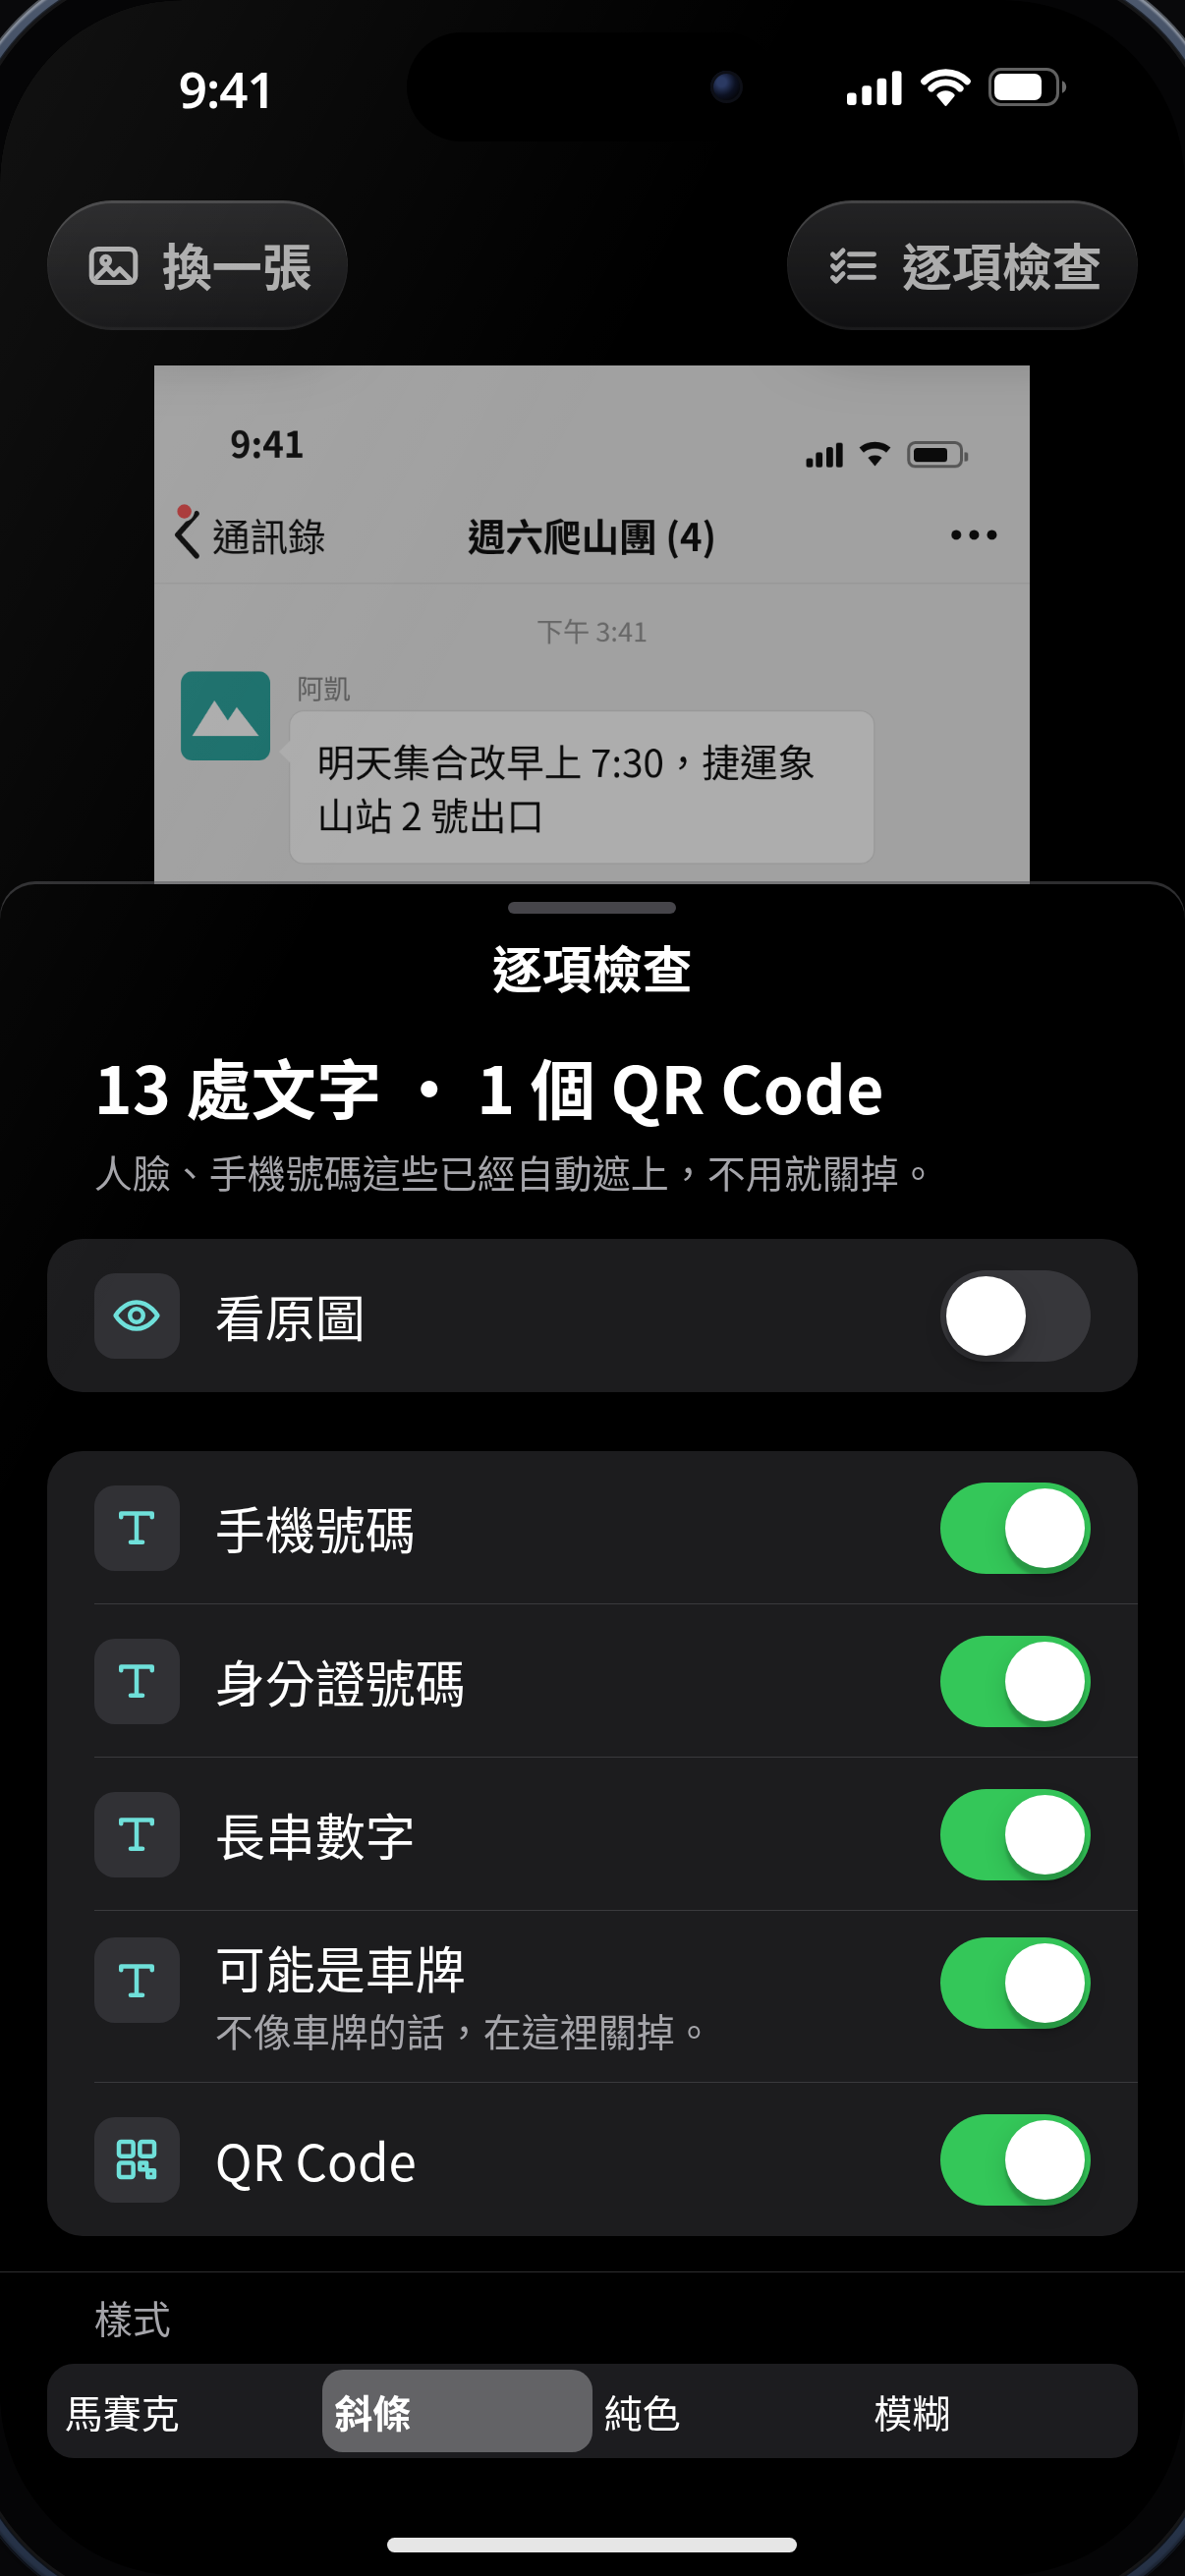 9:41
換一張
逐項檢查
9:41
通訊錄
週六爬山團 (4)
下午 3:41
阿凱
明天集合改早上 7:30，捷運象
山站 2 號出口
逐項檢查
13 處文字 · 1 個 QR Code
人臉、手機號碼這些已經自動遮上，不用就關掉。
看原圖
手機號碼
身分證號碼
長串數字
可能是車牌
不像車牌的話，在這裡關掉。
QR Code
樣式
馬賽克
斜條
純色
模糊